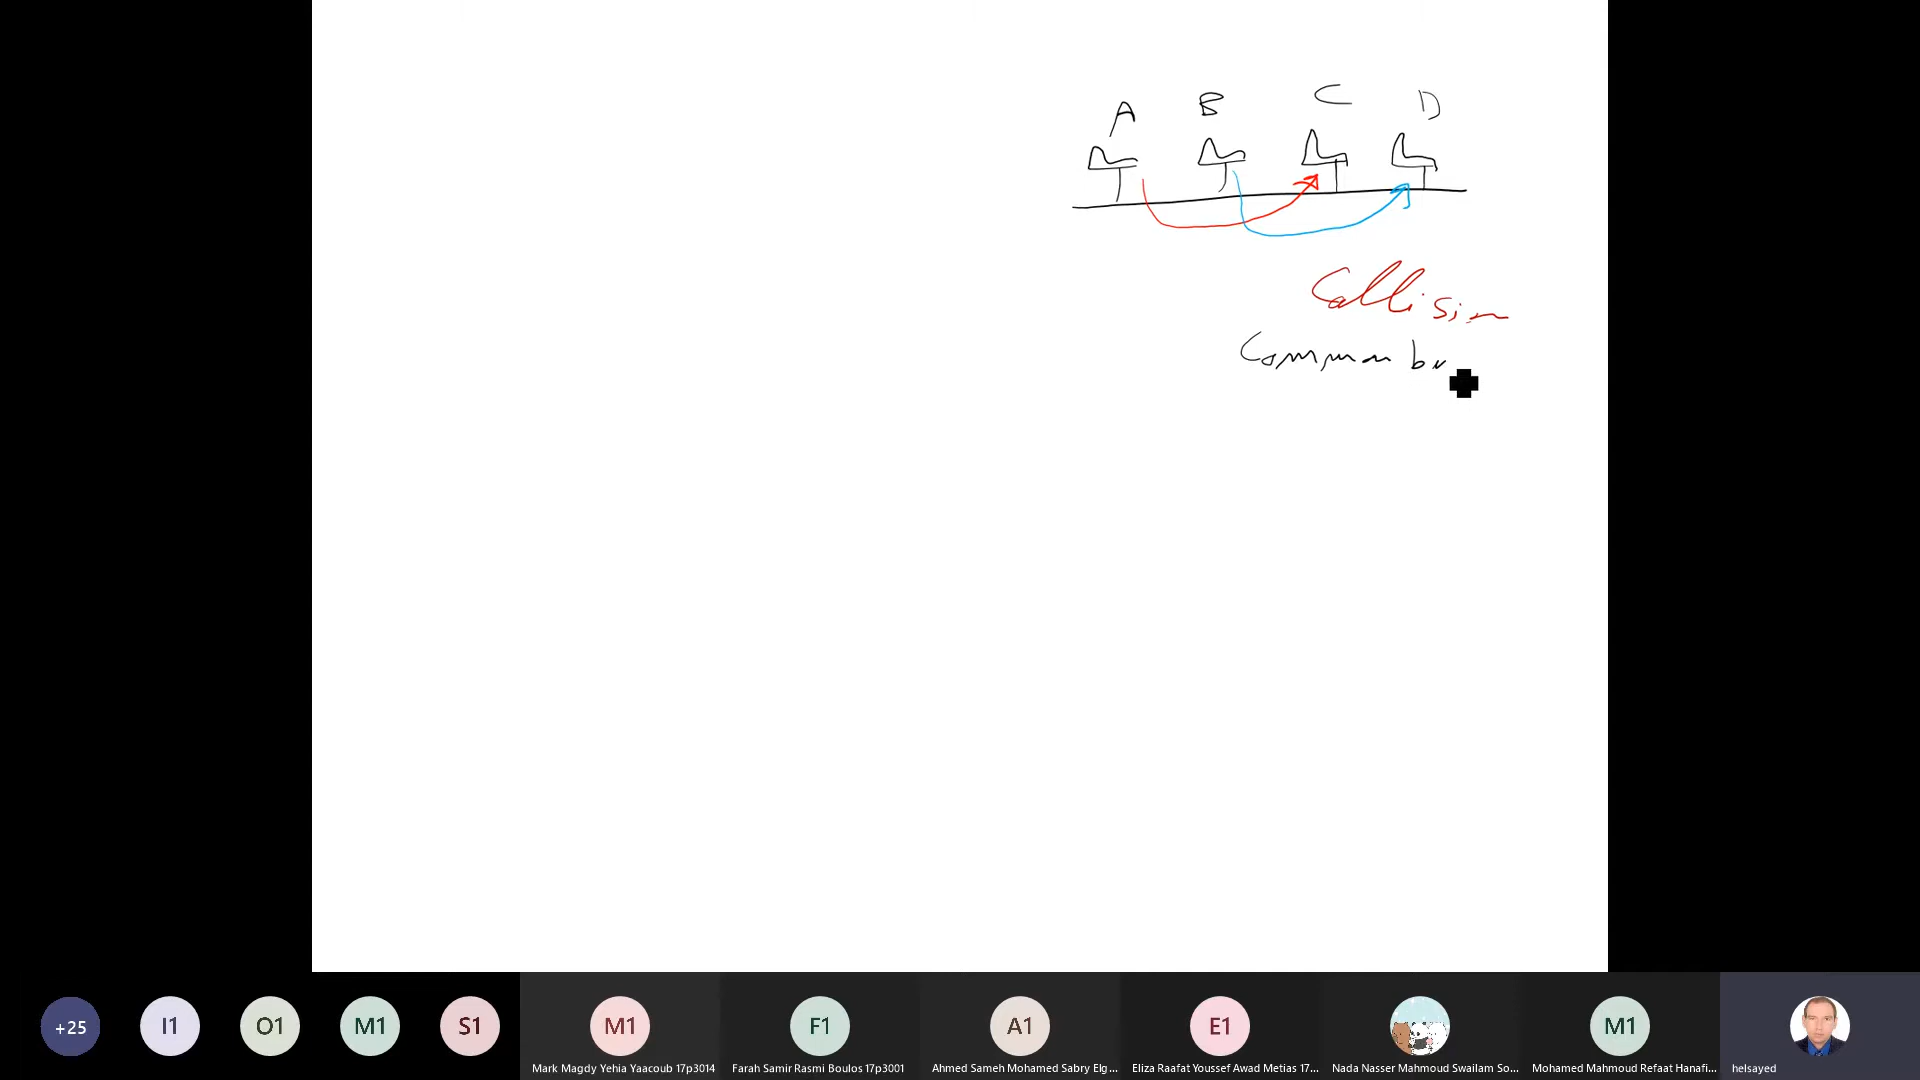 A B C D
Collision
Common bu
+25 I1 O1 M1 S1 M1 F1 A1 E1 M1
Mark Magdy Yehia Yaacoub 17p3014 Farah Samir Rasmi Boulos 17p3001 Ahmed Sameh Mohamed Sabry Elg... Eliza Raafat Youssef Awad Metias 17... Nada Nasser Mahmoud Swailam So... Mohamed Mahmoud Refaat Hanafi... helsayed